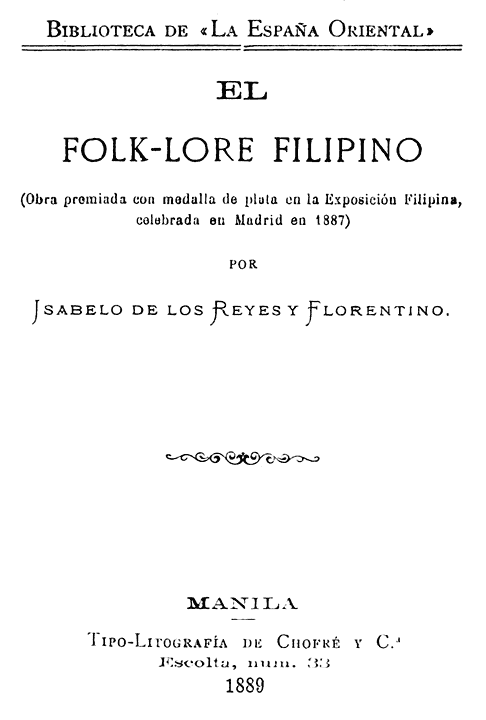 BIBLIOTECA DE «LA ESPAÑA ORIENTAL»
EL
FOLK-LORE FILIPINO
(Obra premiada con medalla de plata en la Exposición Filipina,
celebrada en Madrid en 1887)
POR
ISABELO DE LOS REYES Y FLORENTINO.
MANILA
TIPO-LITOGRAFÍA DE CHOFRÉ Y C.ª
Escolta, num. 33
1889